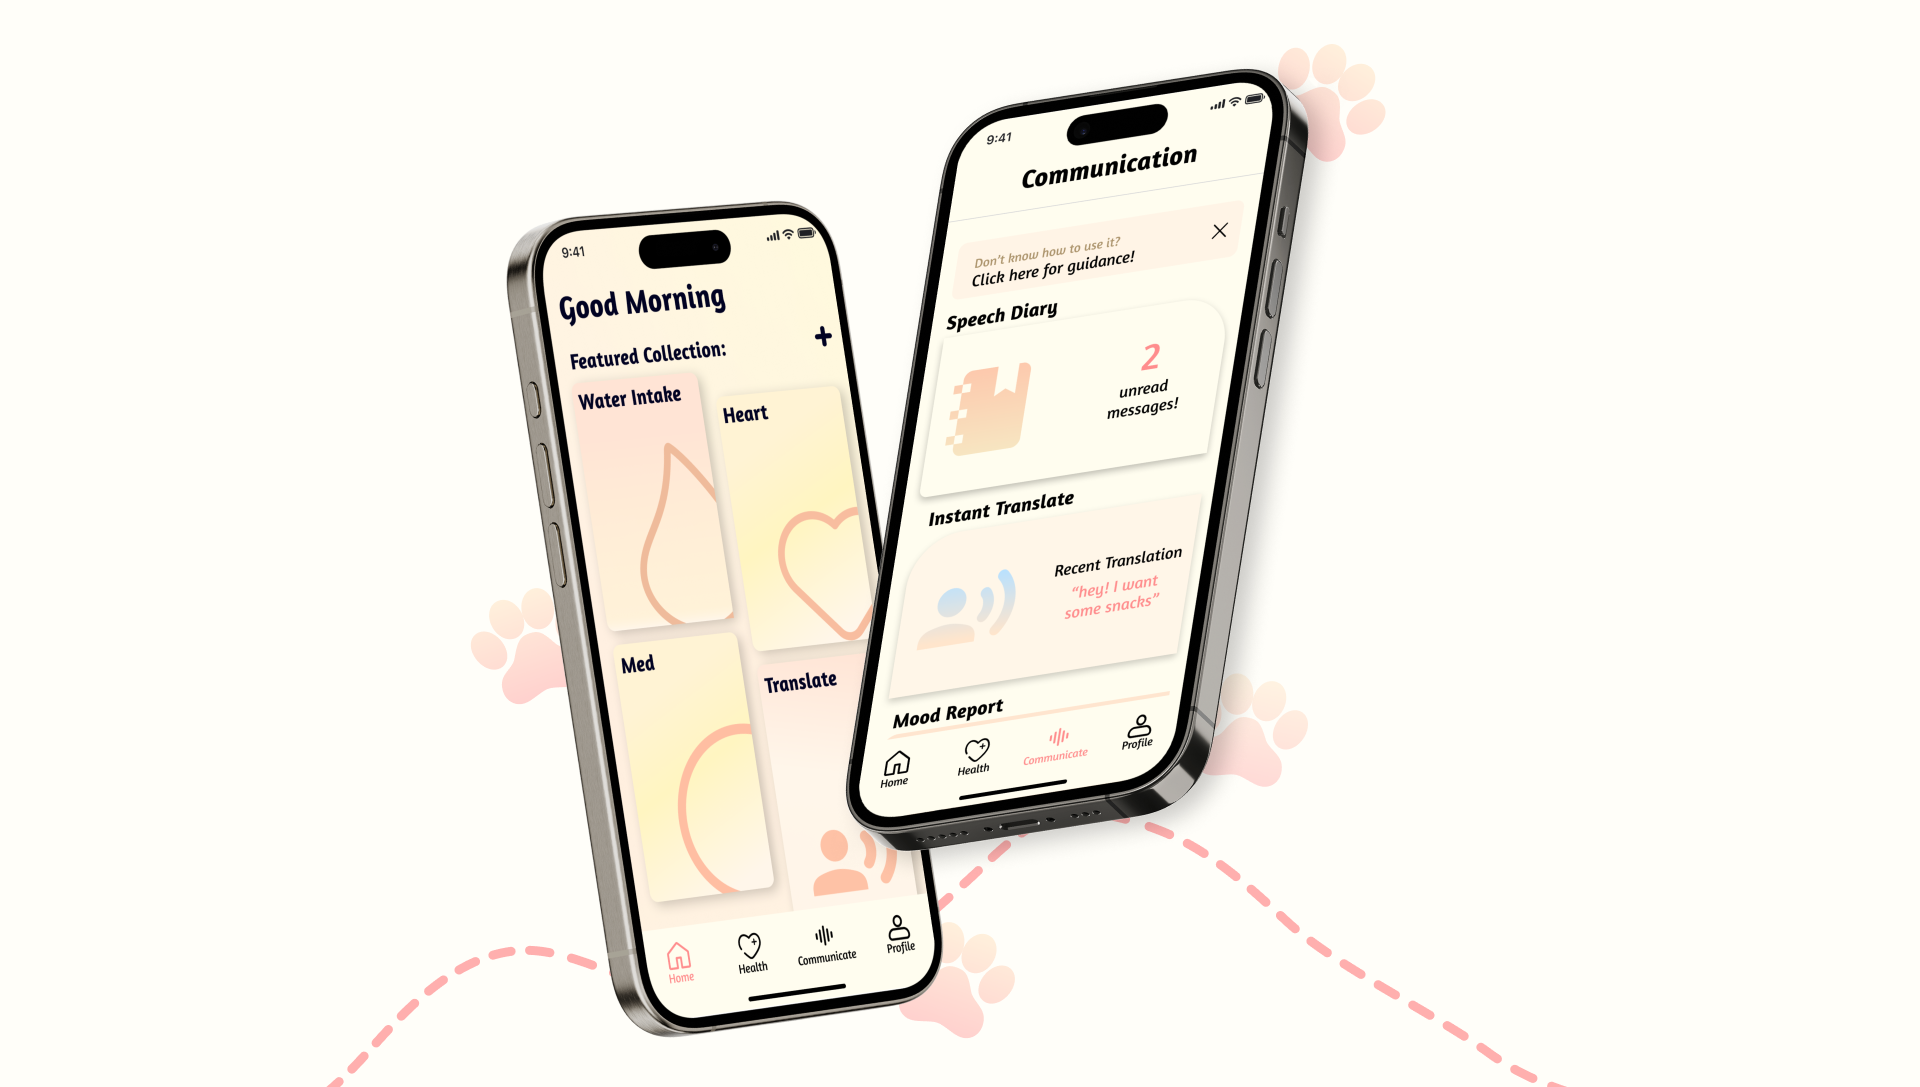 9:41
Good Morning
Featured Collection:
Water Intake
Heart
Med
Translate
Home
Health
Communicate
Profile
9:41
Communication
Don't know how to use it?
Click here for guidance!
Speech Diary
2
unread
messages!
Instant Translate
Recent Translation
“hey! I want
some snacks”
Mood Report
Home
Health
Communicate
Profile